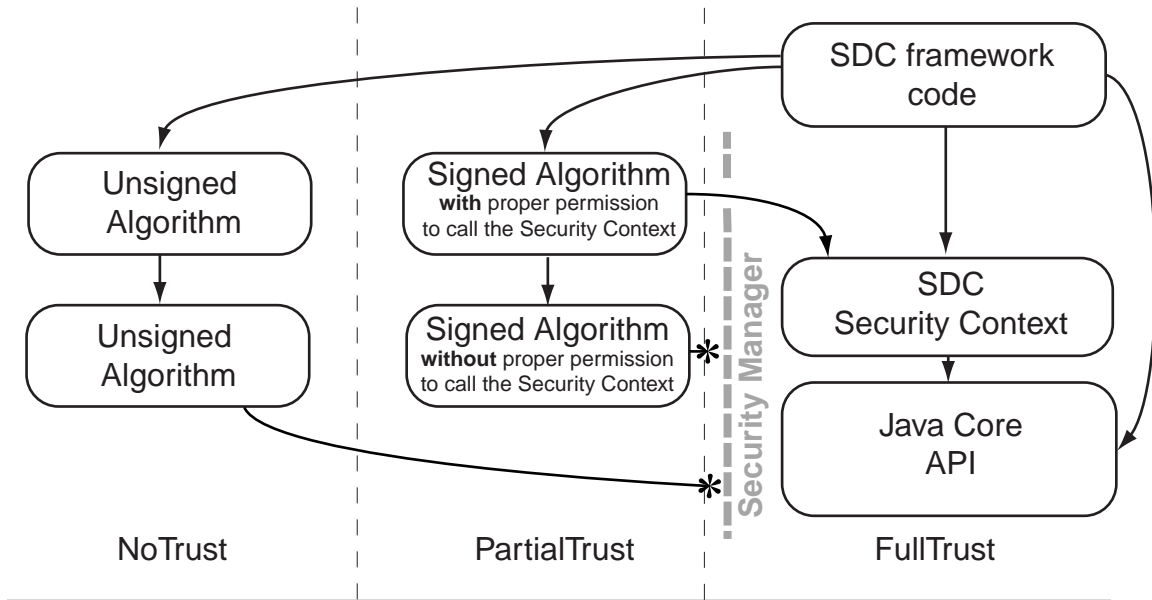 SDC framework
code
Unsigned
Algorithm
Signed Algorithm
with proper permission
to call the Security Context
Unsigned
Algorithm
Signed Algorithm
without proper permission
to call the Security Context
Security Manager
SDC
Security Context
Java Core
API
NoTrust
PartialTrust
FullTrust